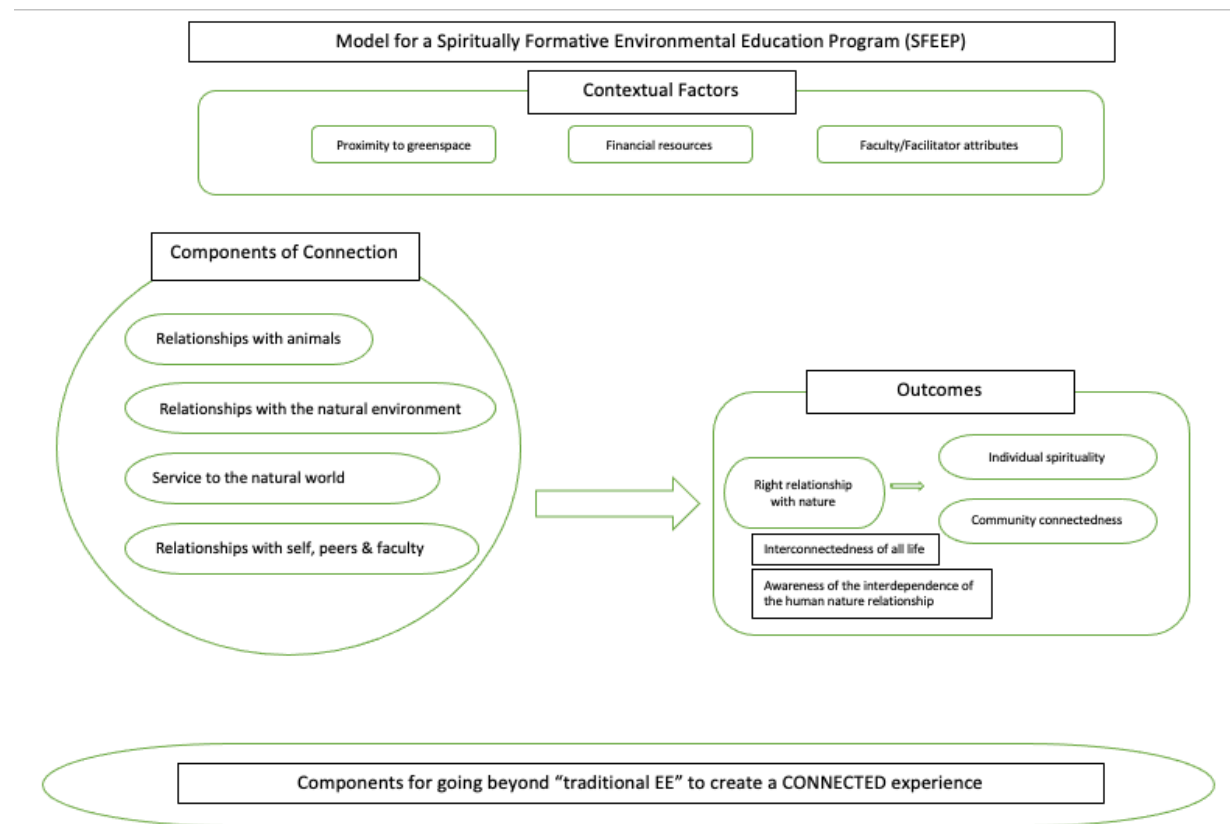 Model for a Spiritually Formative Environmental Education Program (SFEEP)
Contextual Factors
Proximity to greenspace
Financial resources
Faculty/Facilitator attributes
Components of Connection
Relationships with animals
Relationships with the natural environment
Service to the natural world
Relationships with self, peers & faculty
Outcomes
Right relationship
with nature
Individual spirituality
Community connectedness
Interconnectedness of all life
Awareness of the interdependence of
the human nature relationship
Components for going beyond “traditional EE” to create a CONNECTED experience